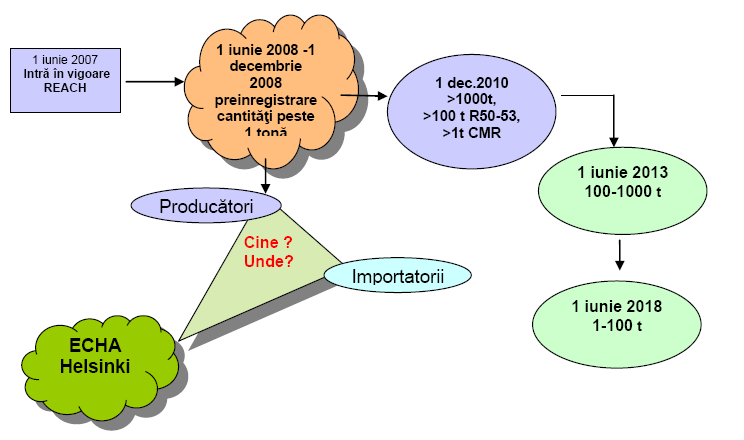 1 iunie 2007
Intră în vigoare
REACH
1 iunie 2008 -1
decembrie
2008
preinregistrare
cantităţi peste
1 tonă
1 dec.2010
>1000t,
>100 t R50-53,
>1t CMR
1 iunie 2013
100-1000 t
1 iunie 2018
1-100 t
Producători
Cine ?
Unde?
Importatorii
ECHA
Helsinki